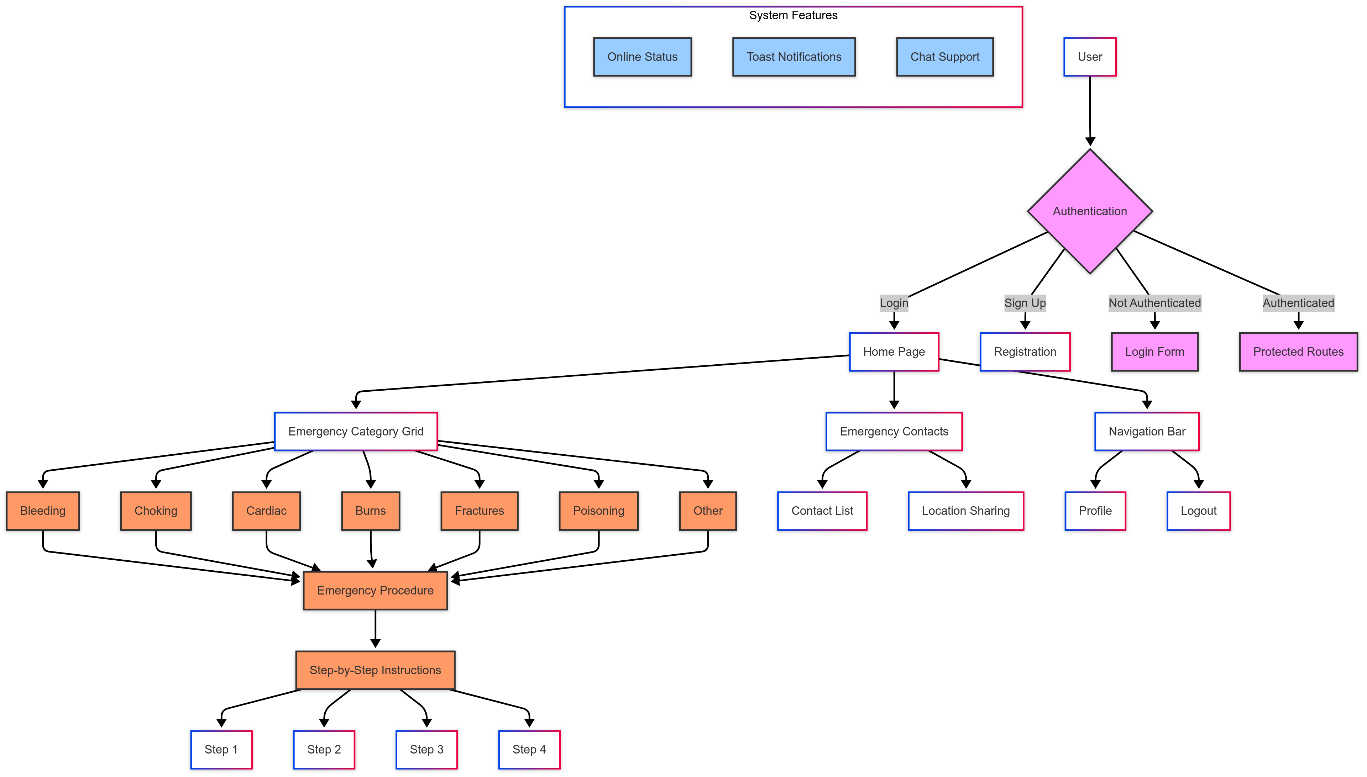 System Features
Online Status
Toast Notifications
Chat Support
User
Authentication
Login
Sign Up
Not Authenticated
Authenticated
Home Page
Registration
Login Form
Protected Routes
Emergency Category Grid
Emergency Contacts
Navigation Bar
Bleeding
Choking
Cardiac
Burns
Fractures
Poisoning
Other
Contact List
Location Sharing
Profile
Logout
Emergency Procedure
Step-by-Step Instructions
Step 1
Step 2
Step 3
Step 4